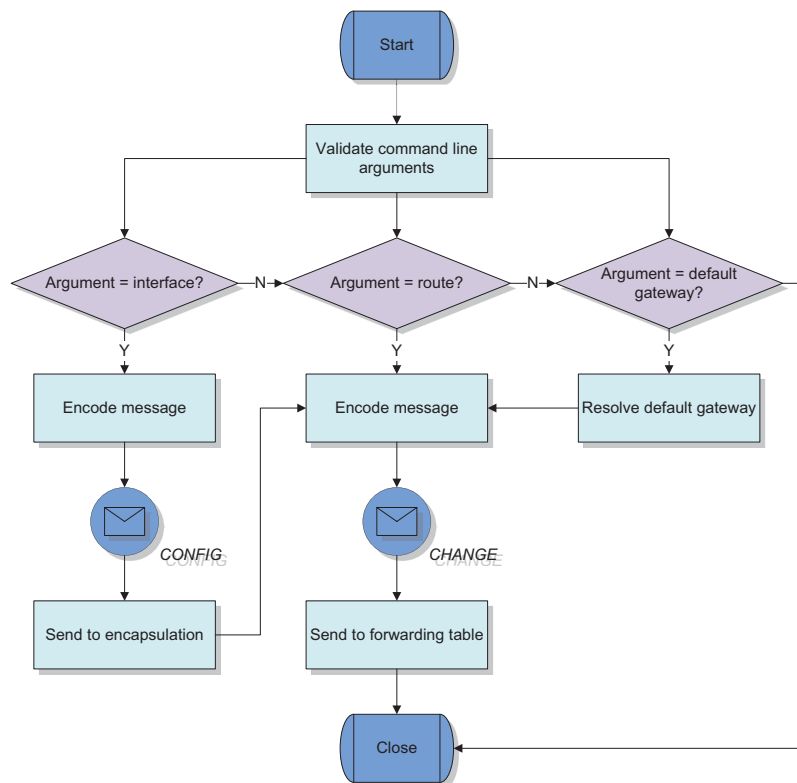 Start
Validate command line
arguments
Argument = interface?
N
Argument = route?
N
Argument = default
gateway?
Y
Y
Y
Encode message
Encode message
Resolve default gateway
CONFIG
CHANGE
Send to encapsulation
Send to forwarding table
Close